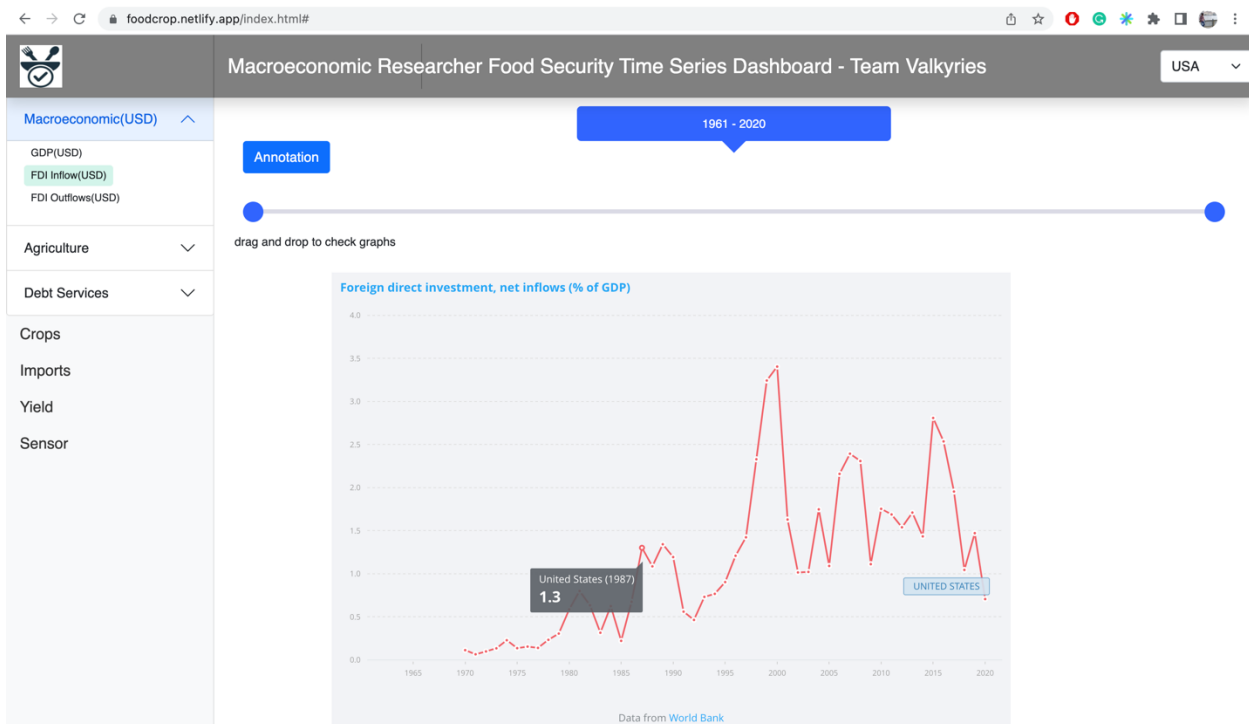 foodcrop.netlify.app/index.html#
Macroeconomic Researcher Food Security Time Series Dashboard - Team Valkyries
USA
Macroeconomic(USD)
GDP(USD)
FDI Inflow(USD)
FDI Outflows(USD)
Agriculture
Debt Services
Crops
Imports
Yield
Sensor
1961 - 2020
Annotation
drag and drop to check graphs
Foreign direct investment, net inflows (% of GDP)
4.0
3.5
3.0
2.5
2.0
1.5
1.0
0.5
0.0
United States (1987)
1.3
UNITED STATES
1965 1970 1975 1980 1985 1990 1995 2000 2005 2010 2015 2020
Data from World Bank